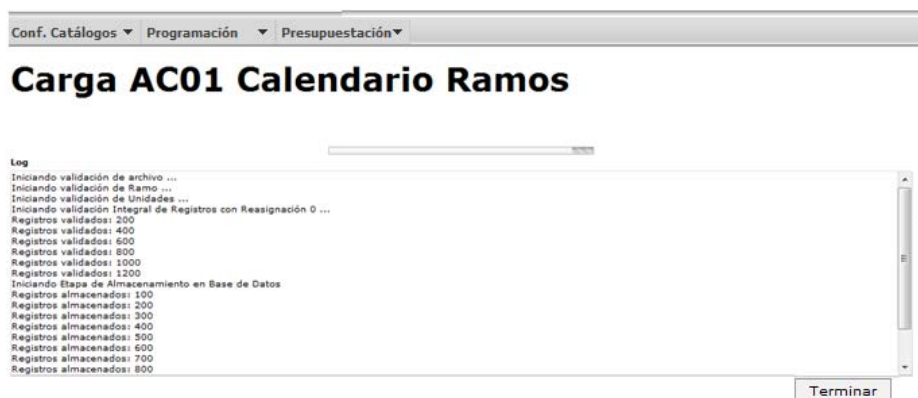 Conf. Catálogos Programación Presupuestación
Carga AC01 Calendario Ramos
Log
Iniciando validación de archivo ...
Iniciando validación de Ramo ...
Iniciando validación de Unidades ...
Iniciando validación Integral de Registros con Reasignación 0 ...
Registros validados: 200
Registros validados: 400
Registros validados: 600
Registros validados: 800
Registros validados: 1000
Registros validados: 1200
Iniciando Etapa de Almacenamiento en Base de Datos
Registros almacenados: 100
Registros almacenados: 200
Registros almacenados: 300
Registros almacenados: 400
Registros almacenados: 500
Registros almacenados: 600
Registros almacenados: 700
Registros almacenados: 800
Terminar